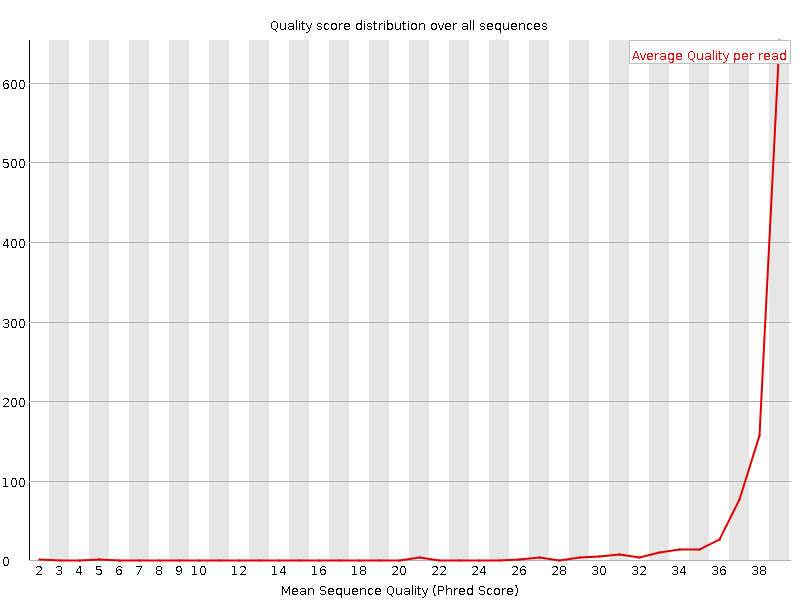 Quality score distribution over all sequences
Average Quality per read
600
500
400
300
200
100
0
2 3 4 5 6 7 8 9 10 12 14 16 18 20 22 24 26 28 30 32 34 36 38
Mean Sequence Quality (Phred Score)